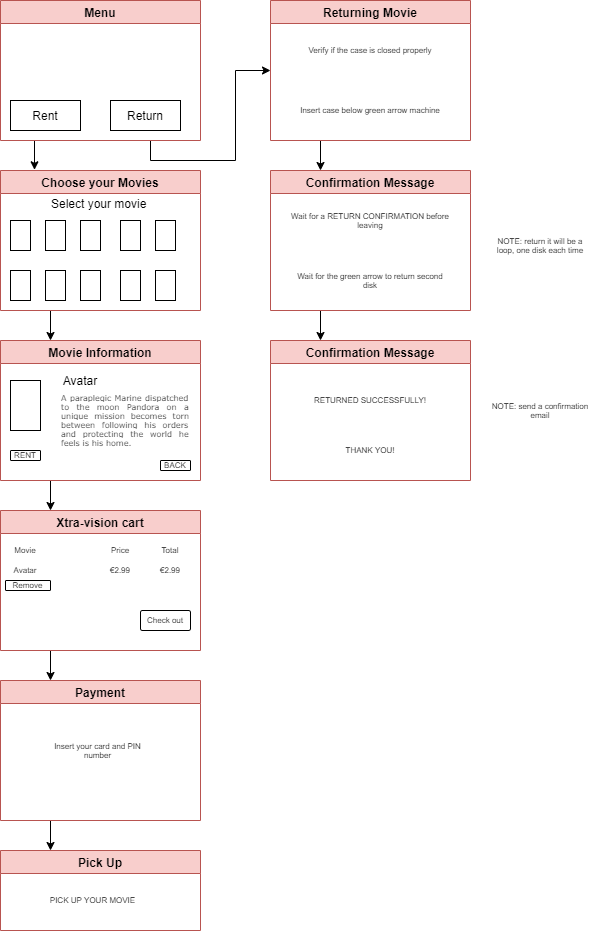 Menu
Rent
Return
Choose your Movies
Select your movie
Movie Information
Avatar
A paraplegic Marine dispatched
to the moon Pandora on a
unique mission becomes torn
between following his orders
and protecting the world he
feels is his home.
RENT
BACK
Xtra-vision cart
Movie Price Total
Avatar €2.99 €2.99
Remove
Check out
Payment
Insert your card and PIN
number
Pick Up
PICK UP YOUR MOVIE
Returning Movie
Verify if the case is closed properly
Insert case below green arrow machine
Confirmation Message
Wait for a RETURN CONFIRMATION before
leaving
Wait for the green arrow to return second
disk
NOTE: return it will be a
loop, one disk each time
Confirmation Message
RETURNED SUCCESSFULLY!
THANK YOU!
NOTE: send a confirmation
email